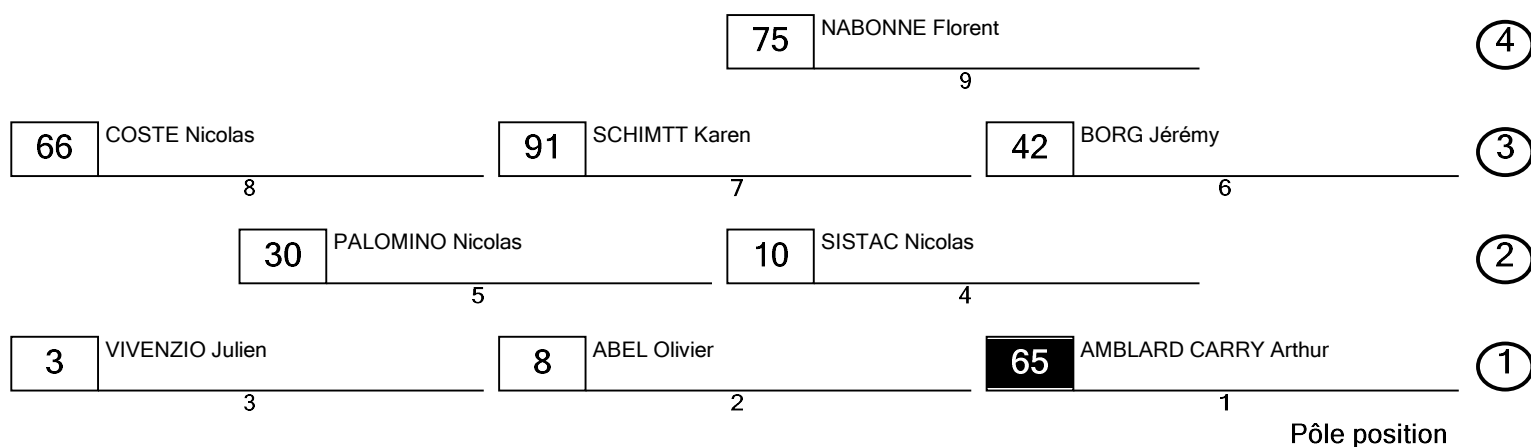 75 NABONNE Florent 4
9
66 COSTE Nicolas 91 SCHIMTT Karen 42 BORG Jérémy 3
8 7 6
30 PALOMINO Nicolas 10 SISTAC Nicolas 2
5 4
3 VIVENZIO Julien 8 ABEL Olivier 65 AMBLARD CARRY Arthur 1
3 2 1
Pôle position